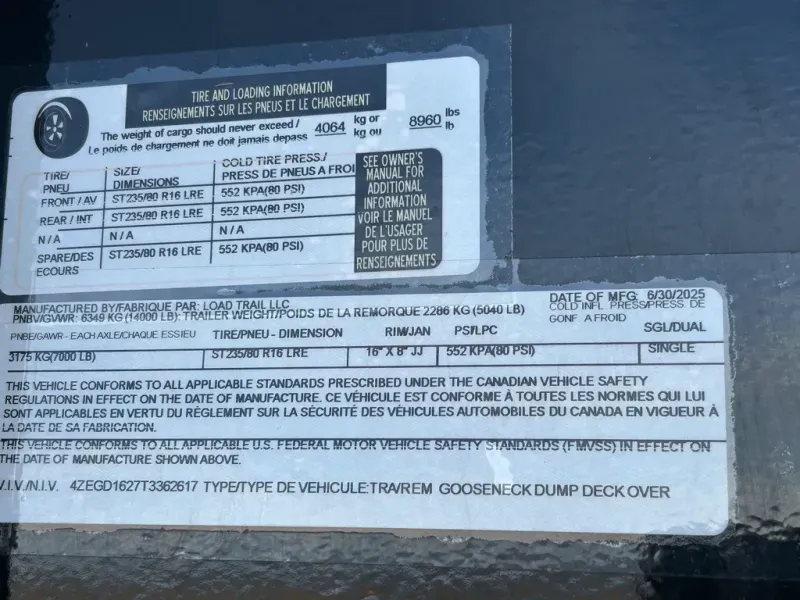 TIRE AND LOADING INFORMATION
RENSEIGNEMENTS SUR LES PNEUS ET LE CHARGEMENT
The weight of cargo should never exceed / 4064 kg or 8960 lbs
Le poids de chargement ne doit jamais depass kg ou lb
TIRE/ SIZE/ COLD TIRE PRESS./
PNEU DIMENSIONS PRESS DE PNEUS A FROI
FRONT / AV ST235/80 R16 LRE 552 KPA(80 PSI)
REAR / INT ST235/80 R16 LRE 552 KPA(80 PSI)
N / A N / A
SPARE/DES ST235/80 R16 LRE 552 KPA(80 PSI)
ECOURS
SEE OWNER'S
MANUAL FOR
ADDITIONAL
INFORMATION
VOIR LE MANUEL
DE L'USAGER
POUR PLUS DE
RENSEIGNEMENTS
MANUFACTURED BY/FABRIQUE PAR: LOAD TRAIL LLC DATE OF MFG: 6/30/2025
PNBV/GVWR: 6349 KG (14000 LB): TRAILER WEIGHT/POIDS DE LA REMORQUE 2286 KG (5040 LB) COLD INFL. PRESS/PRESS DE
GONF A FROID
PNBE/GAWR - EACH AXLE/CHAQUE ESSIEU TIRE/PNEU - DIMENSION RIM/JAN PSI/LPC SGL/DUAL
3175 KG(7000 LB) ST235/80 R16 LRE 16" X 8" JJ 552 KPA(80 PSI) SINGLE
THIS VEHICLE CONFORMS TO ALL APPLICABLE STANDARDS PRESCRIBED UNDER THE CANADIAN VEHICLE SAFETY
REGULATIONS IN EFFECT ON THE DATE OF MANUFACTURE. CE VÉHICULE EST CONFORME À TOUTES LES NORMES QUI LUI
SONT APPLICABLES EN VERTU DU RÈGLEMENT SUR LA SÉCURITÉ DES VÉHICULES AUTOMOBILES DU CANADA EN VIGUEUR À
LA DATE DE SA FABRICATION.
THIS VEHICLE CONFORMS TO ALL APPLICABLE U.S. FEDERAL MOTOR VEHICLE SAFETY STANDARDS (FMVSS) IN EFFECT ON
THE DATE OF MANUFACTURE SHOWN ABOVE.
V.I.V./N.I.V. 4ZEGD1627T3362617 TYPE/TYPE DE VEHICULE:TRA/REM GOOSENECK DUMP DECK OVER